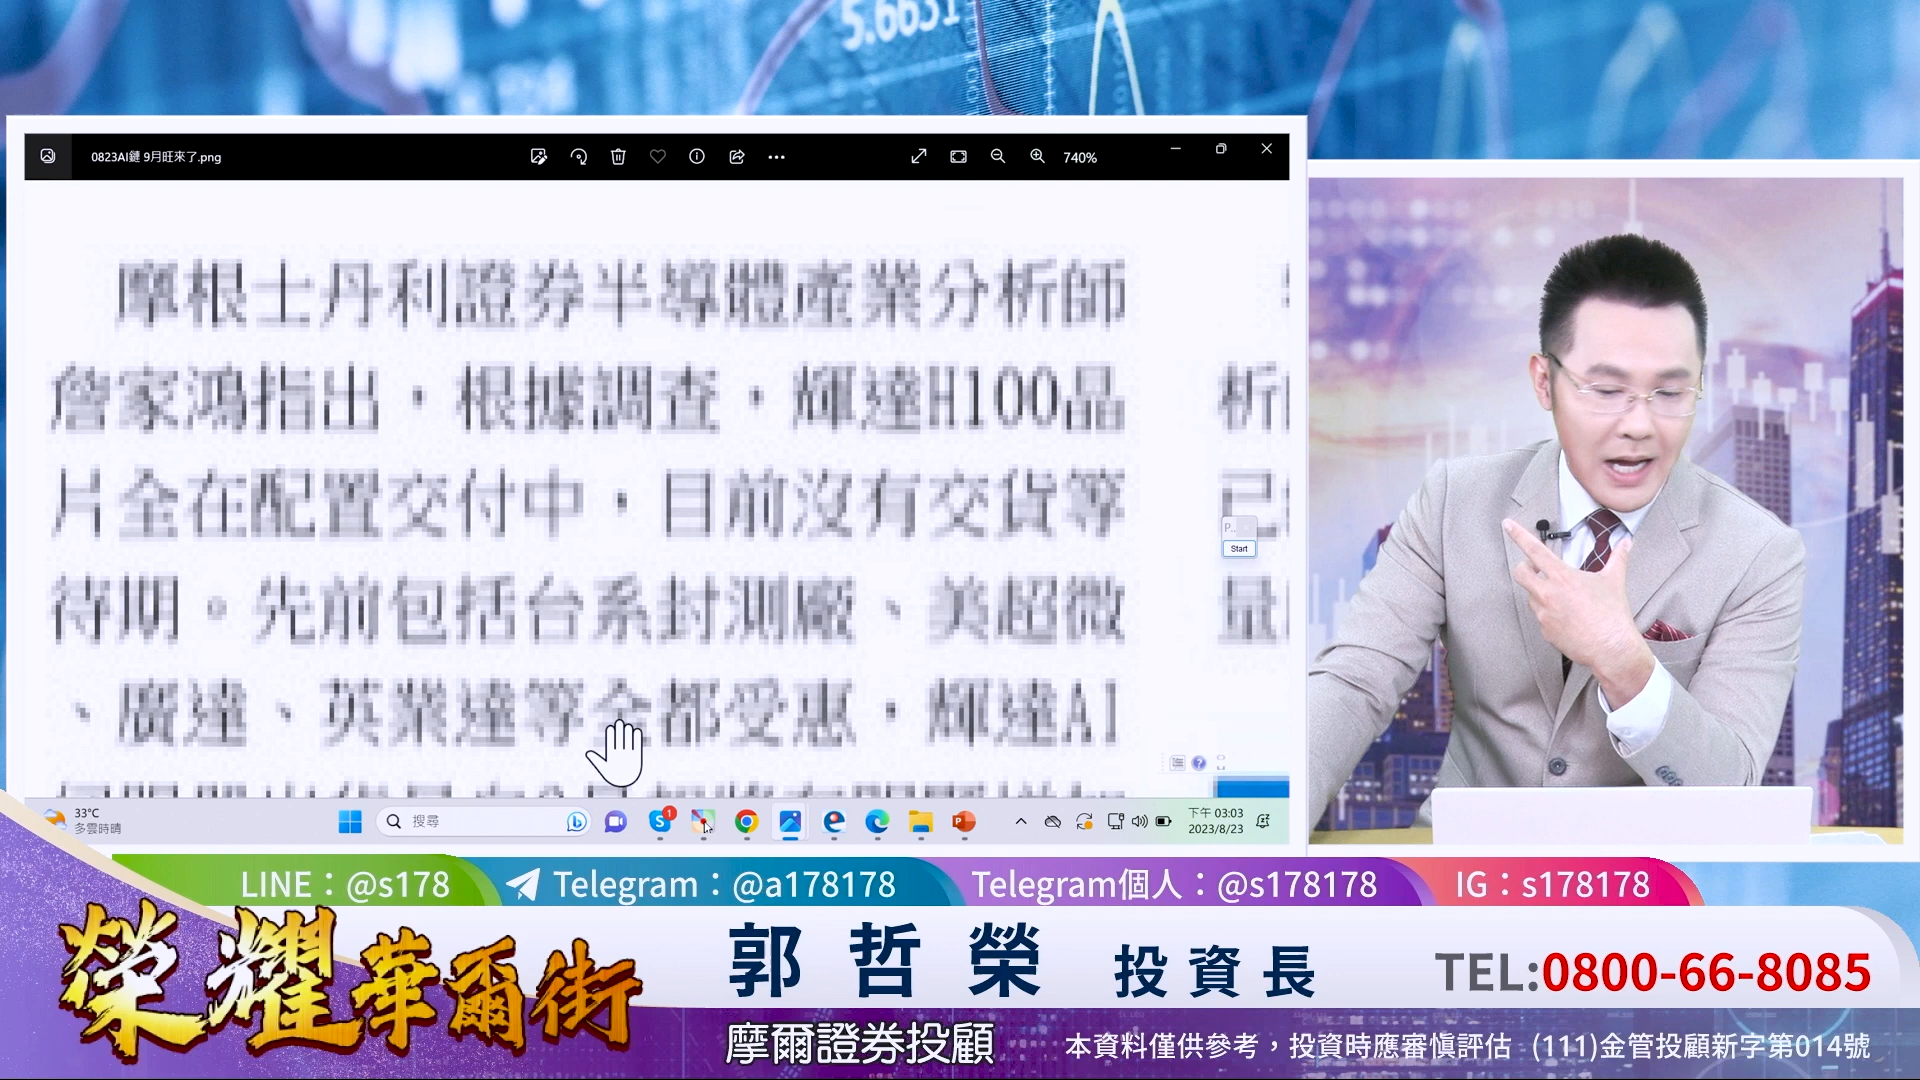 5.6631
0823AI鏈 9月旺來了.png
740%
摩根士丹利證券半導體產業分析師
詹家鴻指出，根據調查，輝達H100晶
片全在配置交付中，目前沒有交貨等
待期。先前包括台系封測廠、美超微
、廣達、英業達等全都受惠，輝達AI
析
已
量
P...
Start
33°C
多雲時晴
搜尋
1
下午 03:03
2023/8/23
LINE：@s178
Telegram：@a178178
Telegram個人：@s178178
IG：s178178
榮耀華爾街
郭哲榮 投資長
TEL:0800-66-8085
摩爾證券投顧
本資料僅供參考，投資時應審慎評估 (111)金管投顧新字第014號